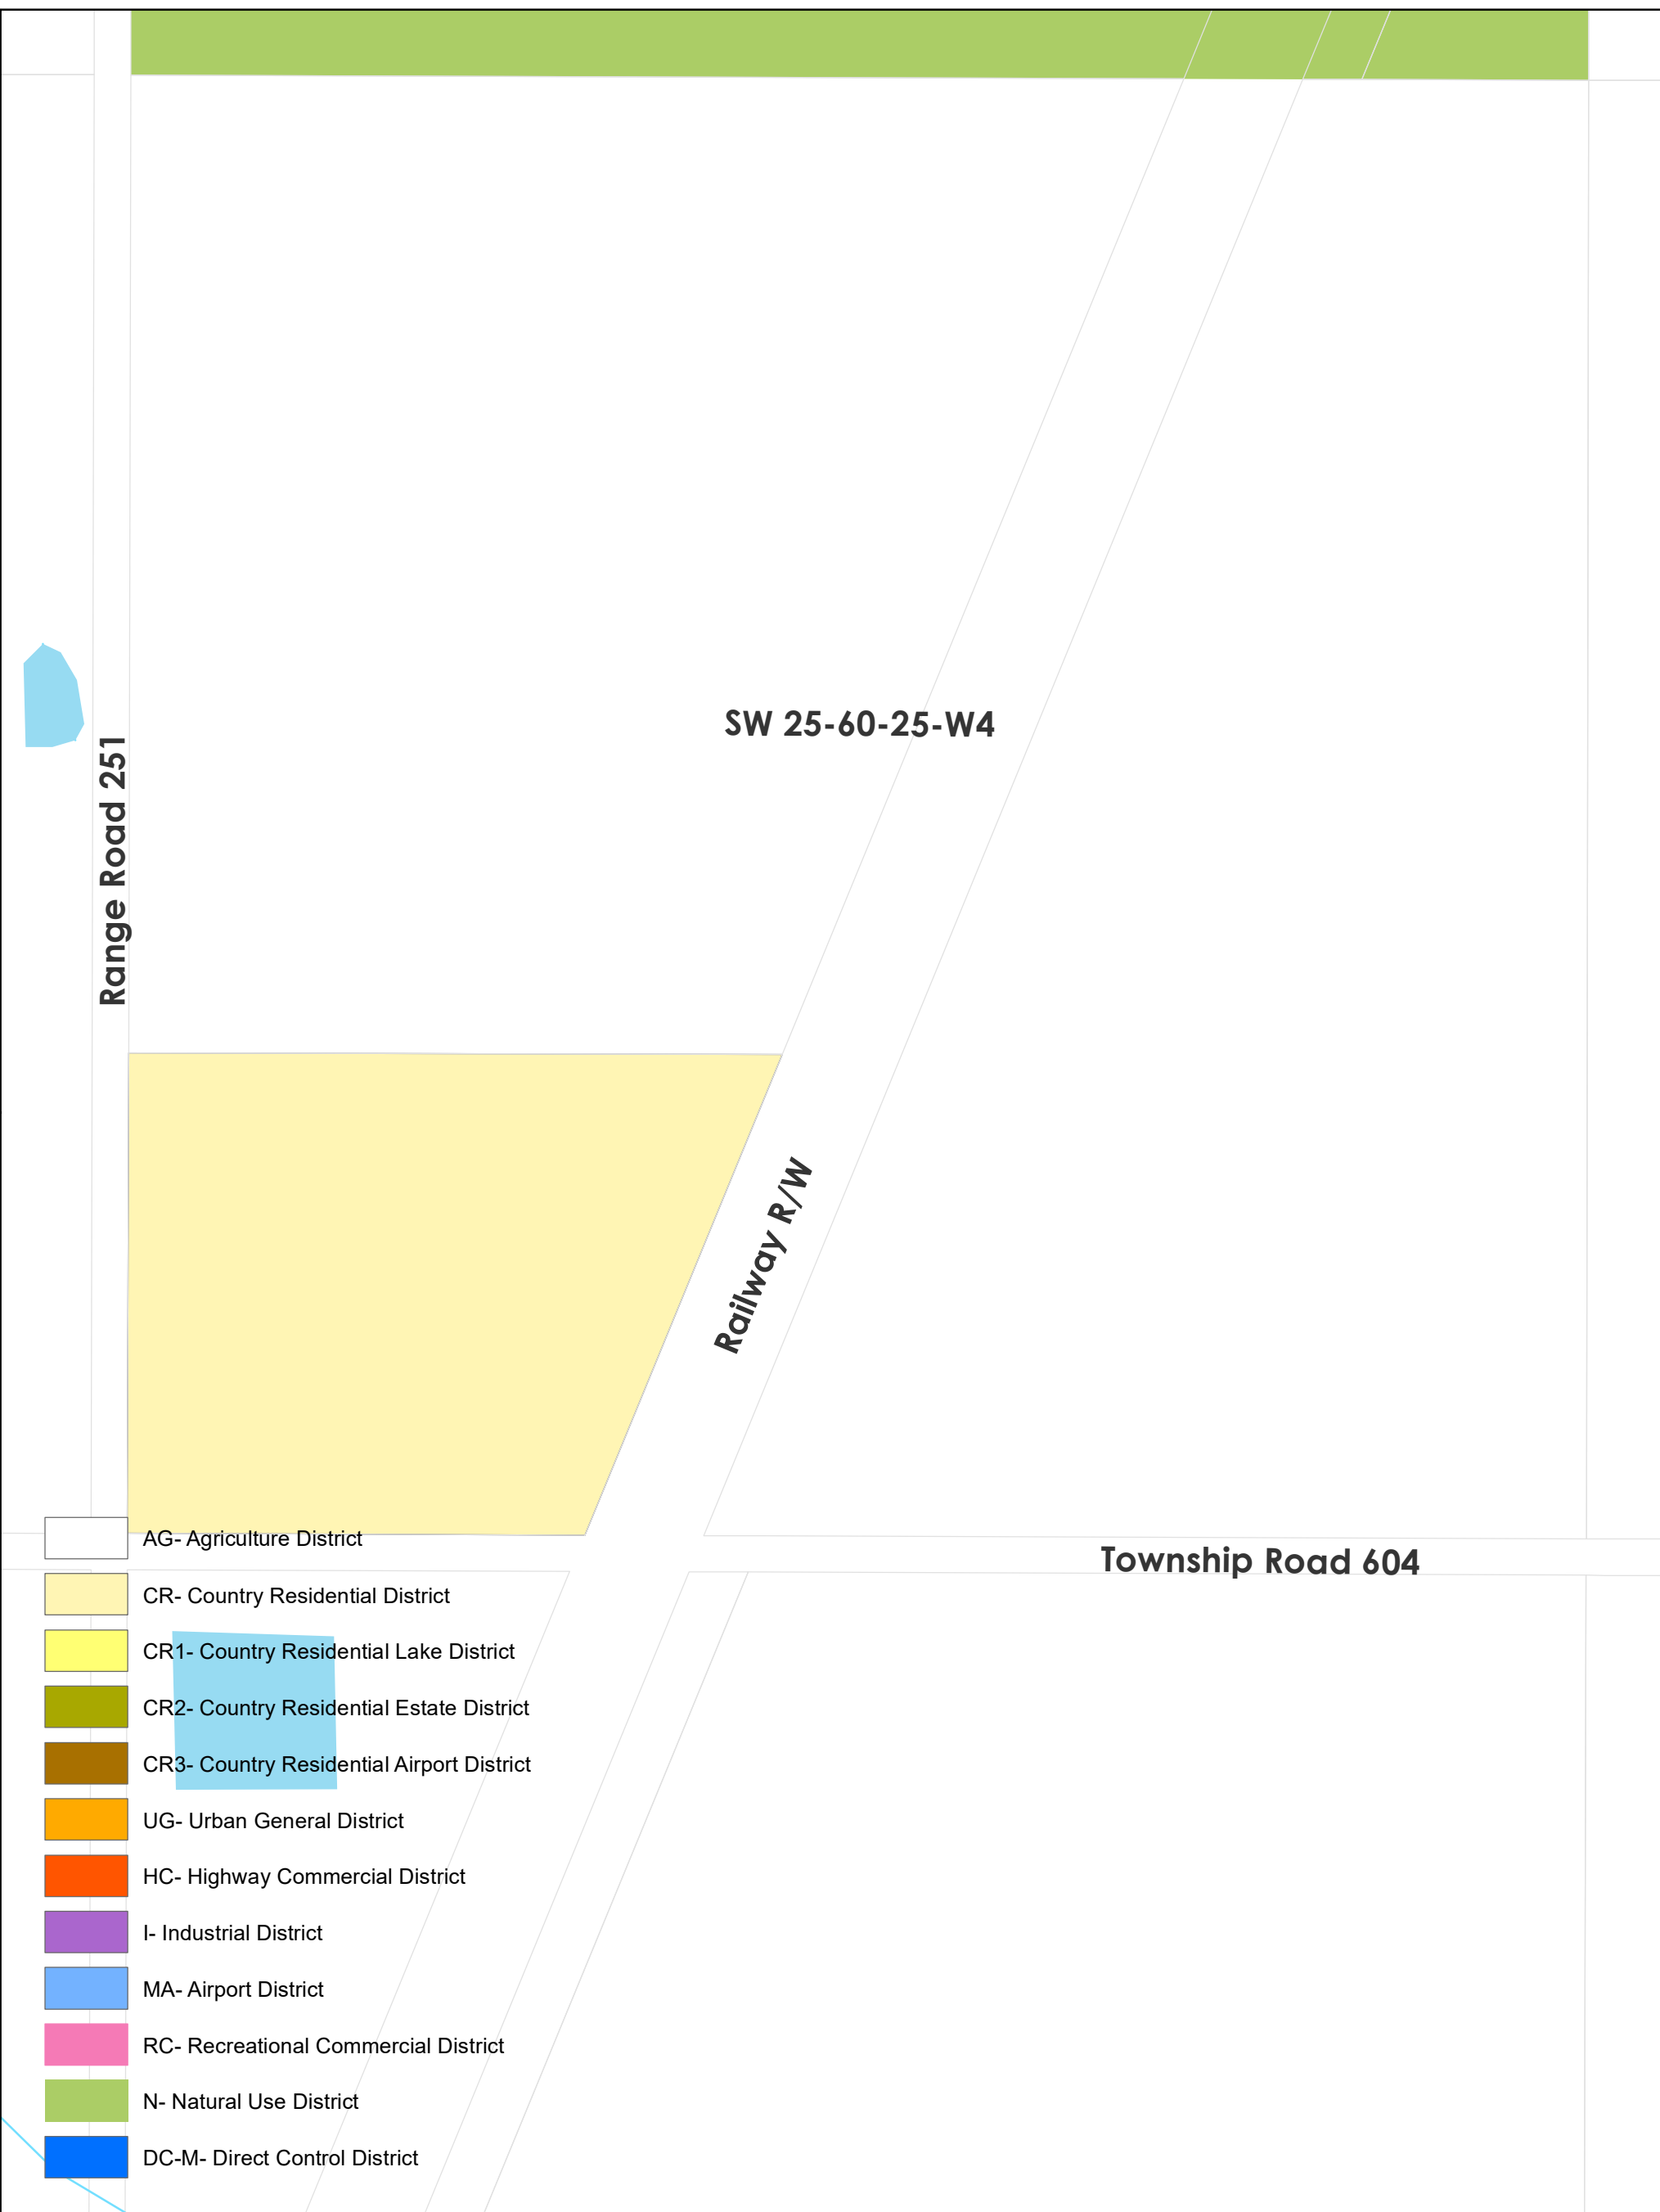 SW 25-60-25-W4
Range Road 251
Railway R/W
Township Road 604
AG- Agriculture District
CR- Country Residential District
CR1- Country Residential Lake District
CR2- Country Residential Estate District
CR3- Country Residential Airport District
UG- Urban General District
HC- Highway Commercial District
I- Industrial District
MA- Airport District
RC- Recreational Commercial District
N- Natural Use District
DC-M- Direct Control District